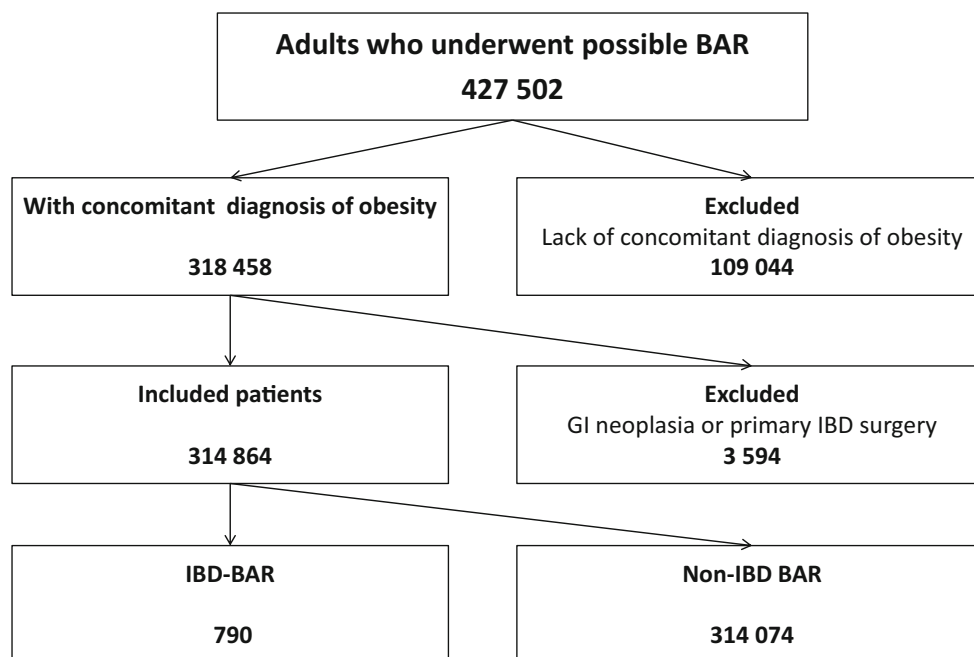 Adults who underwent possible BAR
427 502
With concomitant diagnosis of obesity
318 458
Excluded
Lack of concomitant diagnosis of obesity
109 044
Included patients
314 864
Excluded
GI neoplasia or primary IBD surgery
3 594
IBD-BAR
790
Non-IBD BAR
314 074